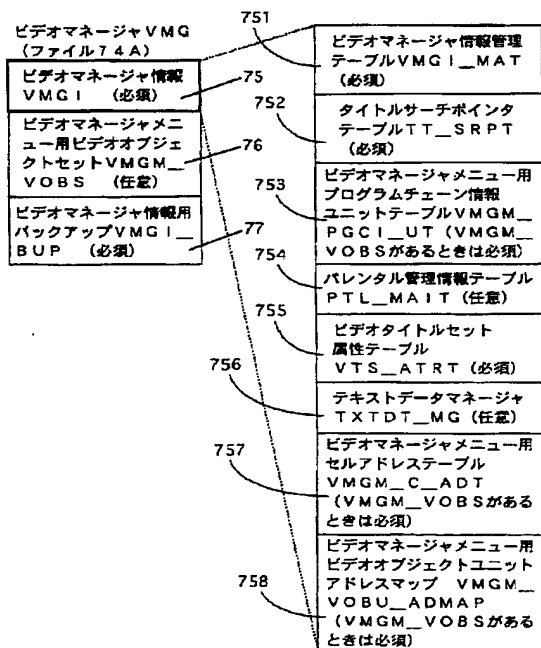 ビデオマネージャVMG
(ファイル74A)
ビデオマネージャ情報
VMGI (必須)
75
ビデオマネージャメニ
ュー用ビデオオブジェ
クトセットVMGM__
VOBS (任意)
76
ビデオマネージャ情報用
バックアップVMGI__
BUP (必須)
77
751
ビデオマネージャ情報管理
テーブルVMGI__MAT
(必須)
752
タイトルサーチポインタ
テーブルTT__SRPT
(必須)
753
ビデオマネージャメニュー用
プログラムチェーン情報
ユニットテーブルVMGM__
PGCI__UT (VMGM__
VOBSがあるときは必須)
754
パレンタル管理情報テーブル
PTL__MAIT (任意)
755
ビデオタイトルセット
属性テーブル
VTS__ATRT (必須)
756
テキストデータマネージャ
TXTDT__MG (任意)
757
ビデオマネージャメニュー用
セルアドレステーブル
VMGM__C__ADT
(VMGM__VOBSがある
ときは必須)
758
ビデオマネージャメニュー用
ビデオオブジェクトユニット
アドレスマップ VMGM__
VOBU__ADMAP
(VMGM__VOBSがある
ときは必須)